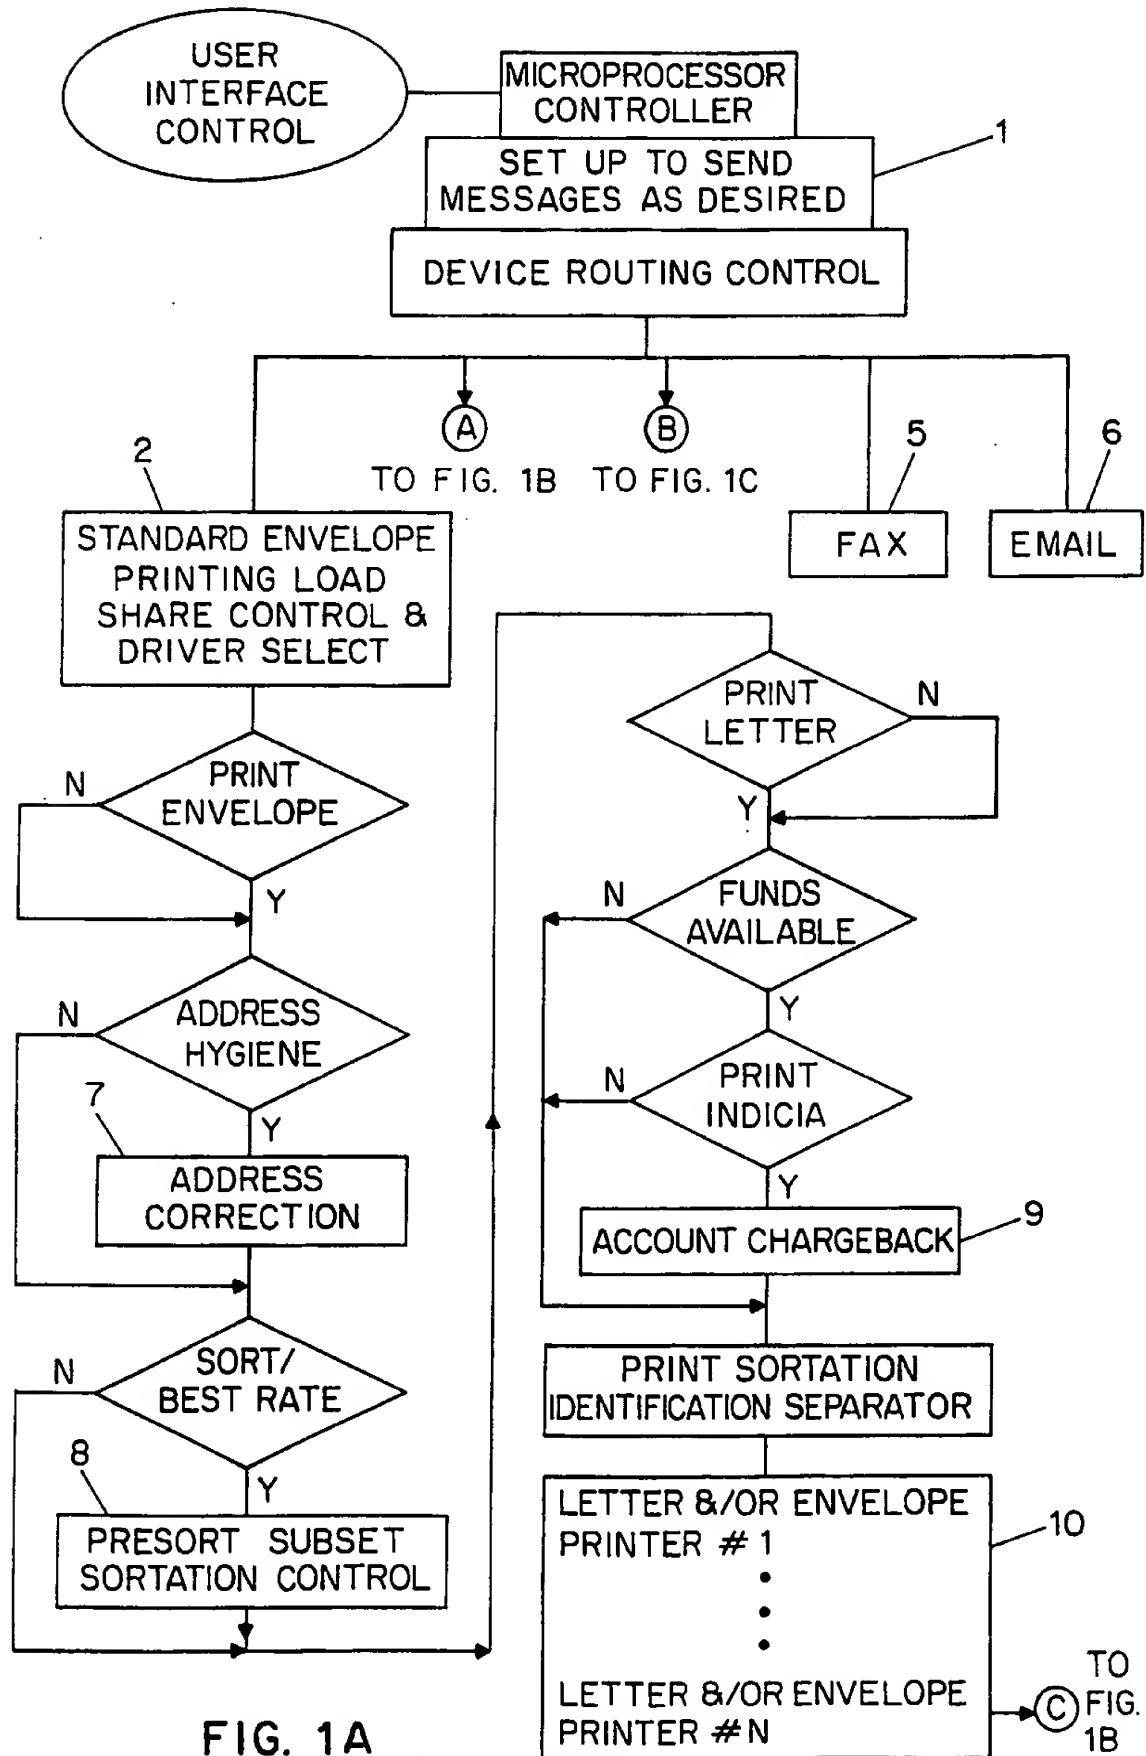 USER
INTERFACE
CONTROL
MICROPROCESSOR
CONTROLLER
1
SET UP TO SEND
MESSAGES AS DESIRED
DEVICE ROUTING CONTROL
A
B
TO FIG. 1B
TO FIG. 1C
2
5
6
STANDARD ENVELOPE
PRINTING LOAD
SHARE CONTROL &
DRIVER SELECT
FAX
EMAIL
PRINT
ENVELOPE
N
Y
ADDRESS
HYGIENE
N
Y
7
ADDRESS
CORRECTION
SORT/
BEST RATE
N
Y
8
PRESORT SUBSET
SORTATION CONTROL
PRINT
LETTER
N
Y
FUNDS
AVAILABLE
N
Y
PRINT
INDICIA
N
Y
ACCOUNT CHARGEBACK
9
PRINT SORTATION
IDENTIFICATION SEPARATOR
LETTER &/OR ENVELOPE
PRINTER #1
10
LETTER &/OR ENVELOPE
PRINTER #N
C
TO
FIG.
1B
FIG. 1A